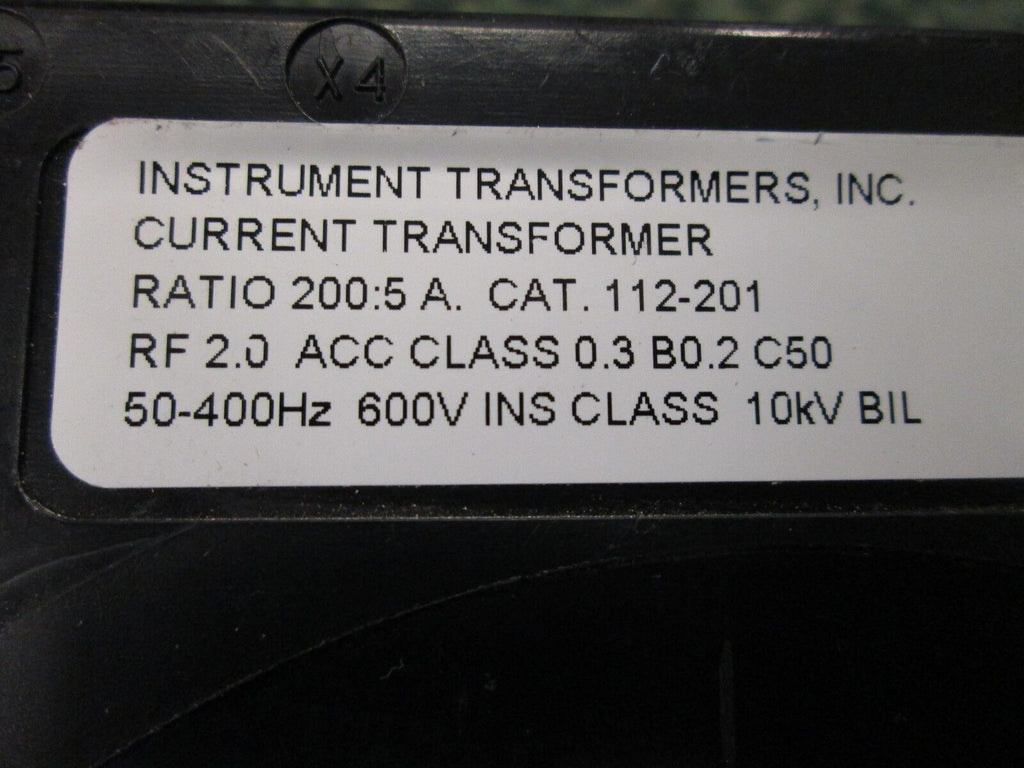 5
X4
INSTRUMENT TRANSFORMERS, INC.
CURRENT TRANSFORMER
RATIO 200:5 A. CAT. 112-201
RF 2.0 ACC CLASS 0.3 B0.2 C50
50-400Hz 600V INS CLASS 10kV BIL